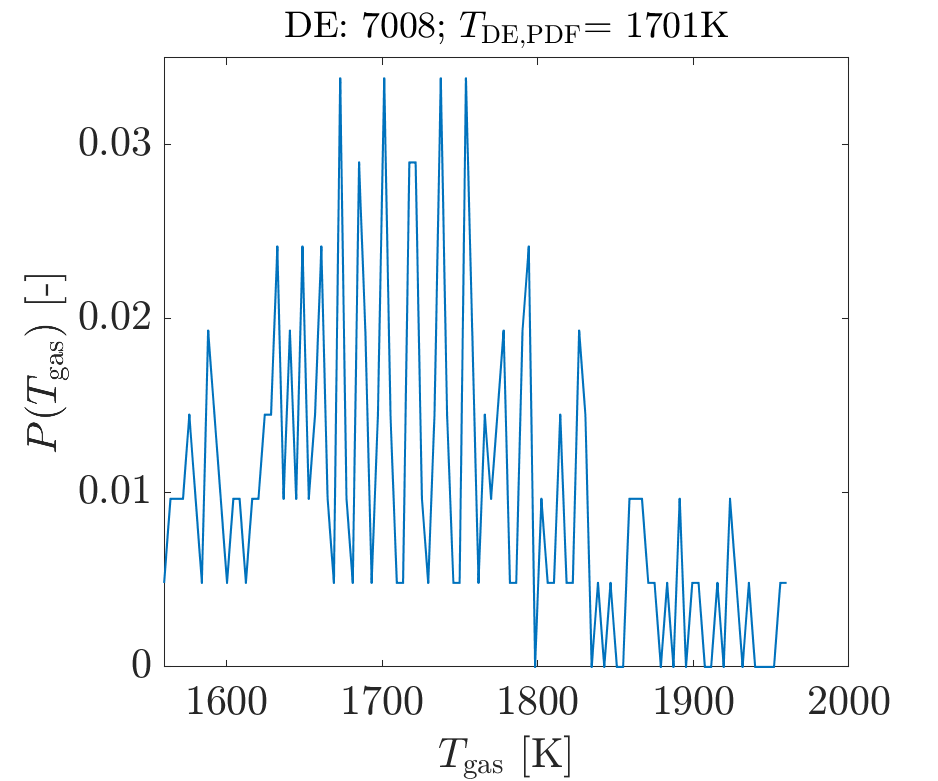 DE: 7008; T_DE,PDF= 1701K
0.03
0.02
0.01
0
P(T_gas) [-]
1600 1700 1800 1900 2000
T_gas [K]